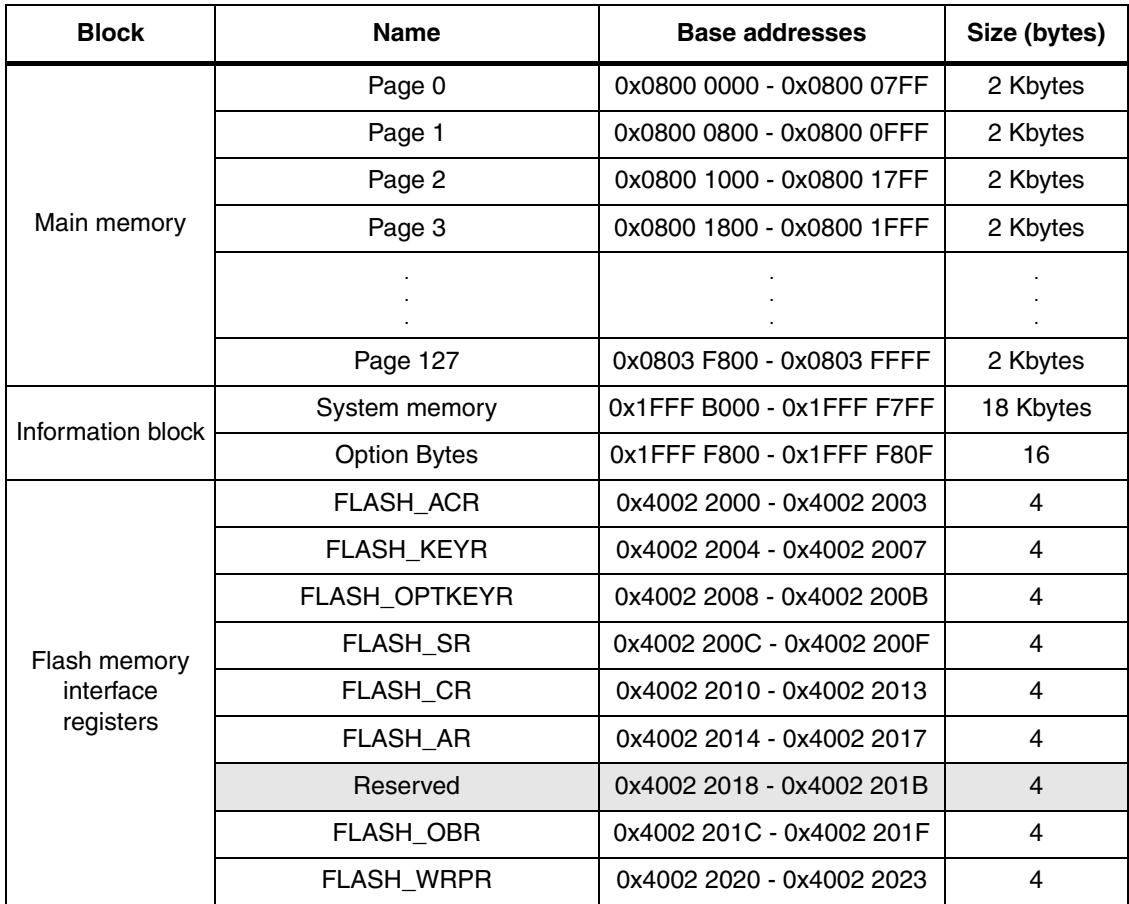 Block Name Base addresses Size (bytes)
Main memory
Page 0 0x0800 0000 - 0x0800 07FF 2 Kbytes
Page 1 0x0800 0800 - 0x0800 0FFF 2 Kbytes
Page 2 0x0800 1000 - 0x0800 17FF 2 Kbytes
Page 3 0x0800 1800 - 0x0800 1FFF 2 Kbytes
. . .
. . .
. . .
Page 127 0x0803 F800 - 0x0803 FFFF 2 Kbytes
Information block
System memory 0x1FFF B000 - 0x1FFF F7FF 18 Kbytes
Option Bytes 0x1FFF F800 - 0x1FFF F80F 16
Flash memory
interface
registers
FLASH_ACR 0x4002 2000 - 0x4002 2003 4
FLASH_KEYR 0x4002 2004 - 0x4002 2007 4
FLASH_OPTKEYR 0x4002 2008 - 0x4002 200B 4
FLASH_SR 0x4002 200C - 0x4002 200F 4
FLASH_CR 0x4002 2010 - 0x4002 2013 4
FLASH_AR 0x4002 2014 - 0x4002 2017 4
Reserved 0x4002 2018 - 0x4002 201B 4
FLASH_OBR 0x4002 201C - 0x4002 201F 4
FLASH_WRPR 0x4002 2020 - 0x4002 2023 4